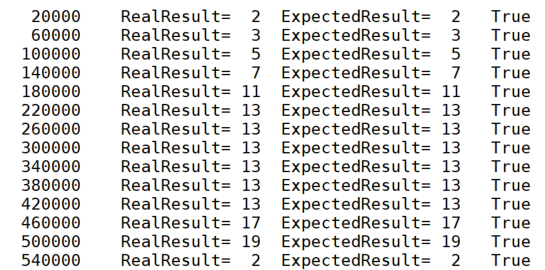 20000 RealResult= 2 ExpectedResult= 2 True
60000 RealResult= 3 ExpectedResult= 3 True
100000 RealResult= 5 ExpectedResult= 5 True
140000 RealResult= 7 ExpectedResult= 7 True
180000 RealResult= 11 ExpectedResult= 11 True
220000 RealResult= 13 ExpectedResult= 13 True
260000 RealResult= 13 ExpectedResult= 13 True
300000 RealResult= 13 ExpectedResult= 13 True
340000 RealResult= 13 ExpectedResult= 13 True
380000 RealResult= 13 ExpectedResult= 13 True
420000 RealResult= 13 ExpectedResult= 13 True
460000 RealResult= 17 ExpectedResult= 17 True
500000 RealResult= 19 ExpectedResult= 19 True
540000 RealResult= 2 ExpectedResult= 2 True